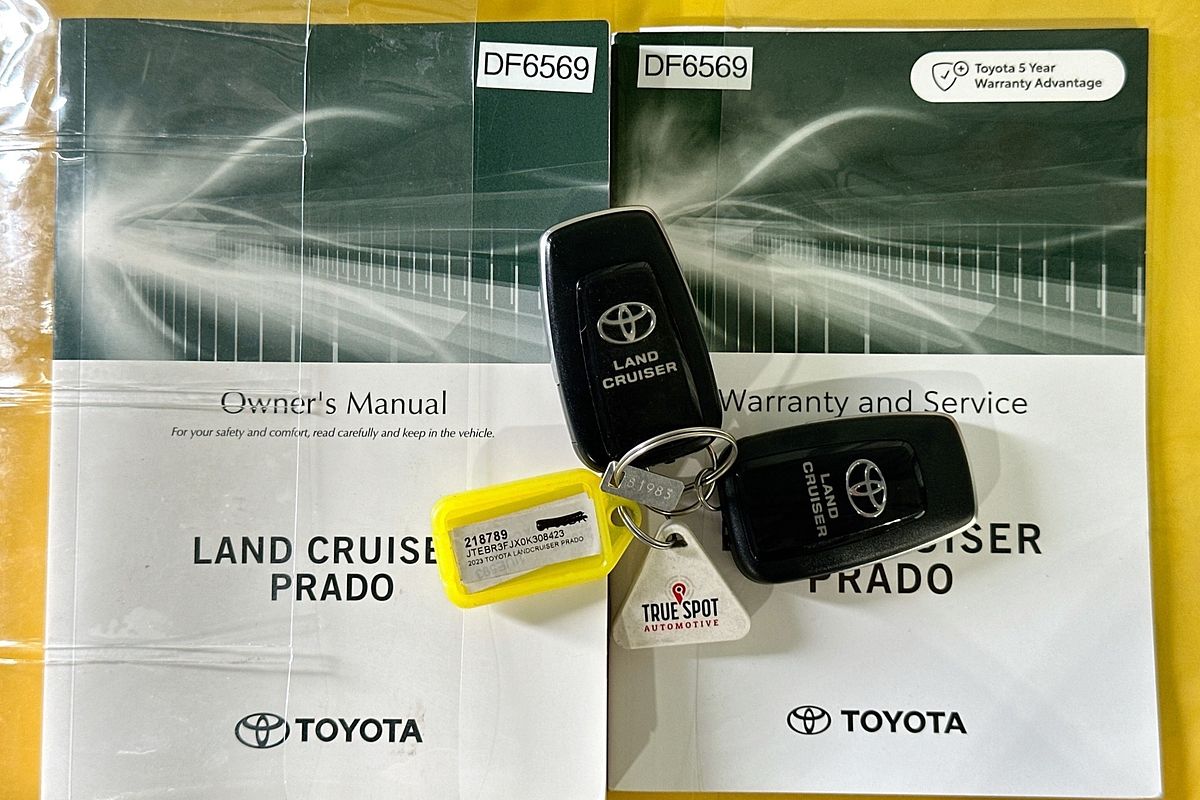 DF6569
Owner's Manual
For your safety and comfort, read carefully and keep in the vehicle.
LAND
PRADO
TOYOTA
DF6569
Toyota 5 Year
Warranty Advantage
Warranty and Service
PRADO
TOYOTA
LAND
CRUISER
LAND
CRUISER
S1983
218789
JTEBR3FJX0K308423
2023 TOYOTA LANDCRUISER PRADO
TRUE SPOT
AUTOMOTIVE